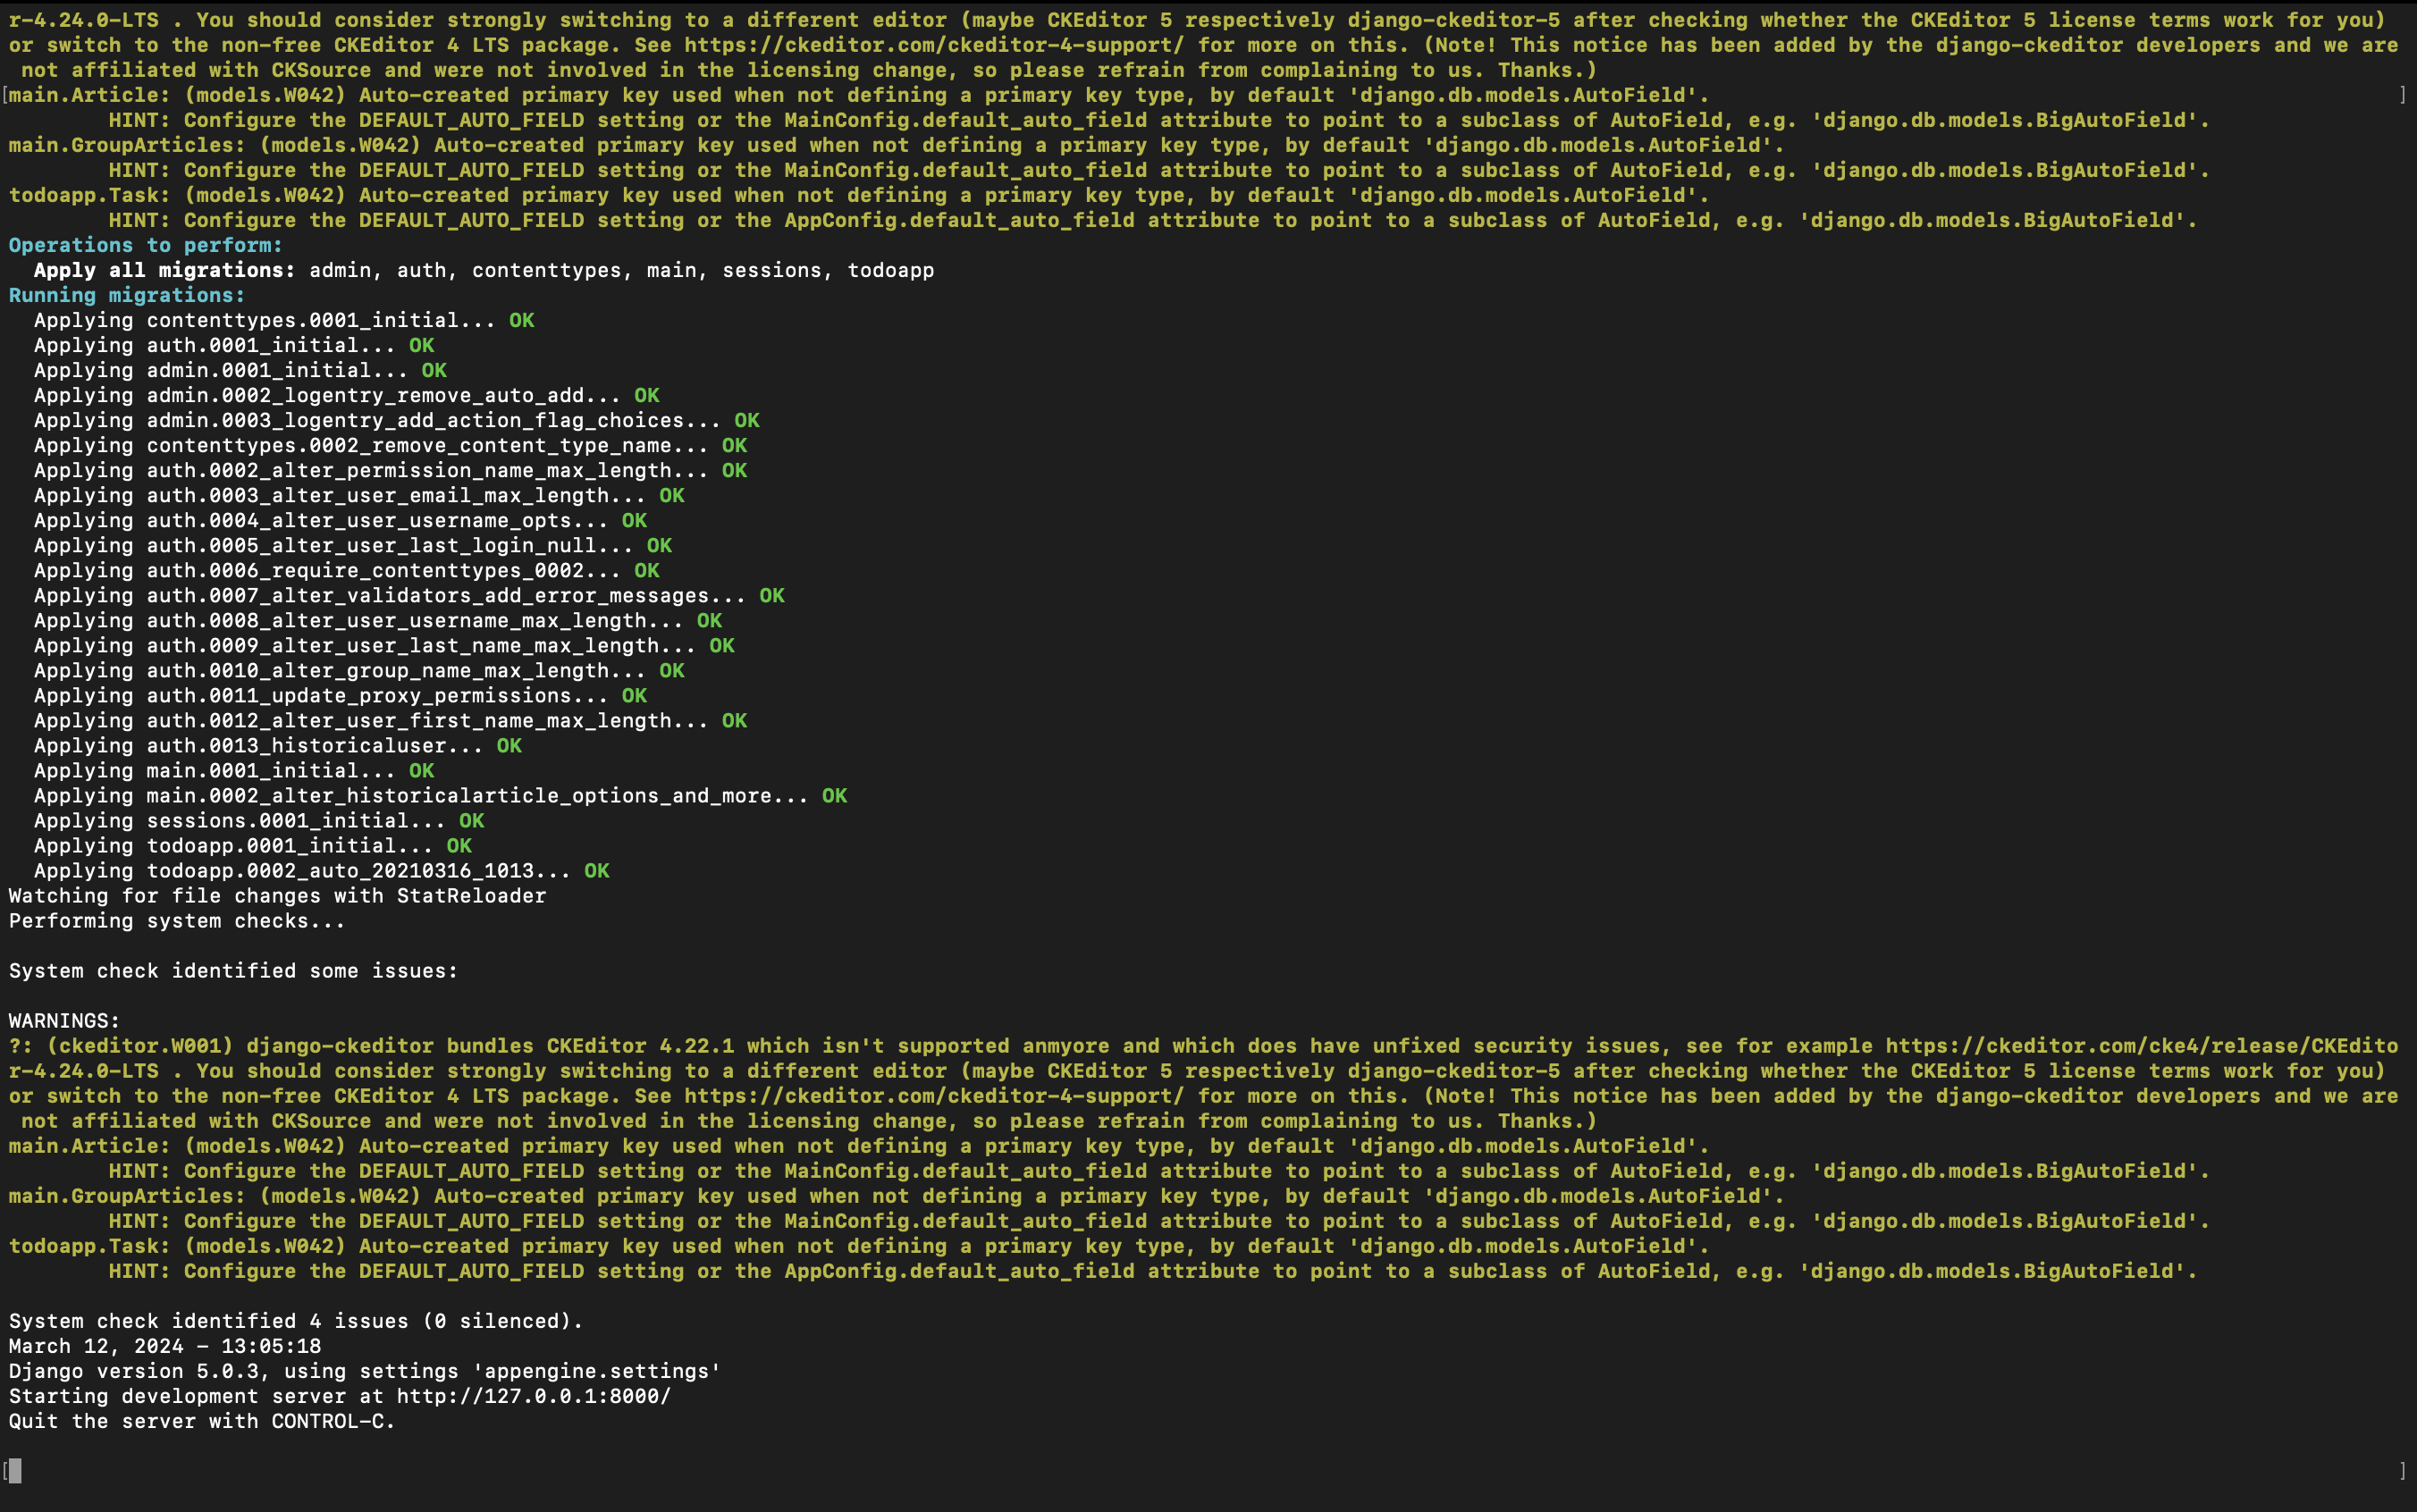 r-4.24.0-LTS . You should consider strongly switching to a different editor (maybe CKEditor 5 respectively django-ckeditor-5 after checking whether the CKEditor 5 license terms work for you)
or switch to the non-free CKEditor 4 LTS package. See https://ckeditor.com/ckeditor-4-support/ for more on this. (Note! This notice has been added by the django-ckeditor developers and we are
 not affiliated with CKSource and were not involved in the licensing change, so please refrain from complaining to us. Thanks.)
[main.Article: (models.W042) Auto-created primary key used when not defining a primary key type, by default 'django.db.models.AutoField'. ]
        HINT: Configure the DEFAULT_AUTO_FIELD setting or the MainConfig.default_auto_field attribute to point to a subclass of AutoField, e.g. 'django.db.models.BigAutoField'.
main.GroupArticles: (models.W042) Auto-created primary key used when not defining a primary key type, by default 'django.db.models.AutoField'.
        HINT: Configure the DEFAULT_AUTO_FIELD setting or the MainConfig.default_auto_field attribute to point to a subclass of AutoField, e.g. 'django.db.models.BigAutoField'.
todoapp.Task: (models.W042) Auto-created primary key used when not defining a primary key type, by default 'django.db.models.AutoField'.
        HINT: Configure the DEFAULT_AUTO_FIELD setting or the AppConfig.default_auto_field attribute to point to a subclass of AutoField, e.g. 'django.db.models.BigAutoField'.
Operations to perform:
  Apply all migrations: admin, auth, contenttypes, main, sessions, todoapp
Running migrations:
  Applying contenttypes.0001_initial... OK
  Applying auth.0001_initial... OK
  Applying admin.0001_initial... OK
  Applying admin.0002_logentry_remove_auto_add... OK
  Applying admin.0003_logentry_add_action_flag_choices... OK
  Applying contenttypes.0002_remove_content_type_name... OK
  Applying auth.0002_alter_permission_name_max_length... OK
  Applying auth.0003_alter_user_email_max_length... OK
  Applying auth.0004_alter_user_username_opts... OK
  Applying auth.0005_alter_user_last_login_null... OK
  Applying auth.0006_require_contenttypes_0002... OK
  Applying auth.0007_alter_validators_add_error_messages... OK
  Applying auth.0008_alter_user_username_max_length... OK
  Applying auth.0009_alter_user_last_name_max_length... OK
  Applying auth.0010_alter_group_name_max_length... OK
  Applying auth.0011_update_proxy_permissions... OK
  Applying auth.0012_alter_user_first_name_max_length... OK
  Applying auth.0013_historicaluser... OK
  Applying main.0001_initial... OK
  Applying main.0002_alter_historicalarticle_options_and_more... OK
  Applying sessions.0001_initial... OK
  Applying todoapp.0001_initial... OK
  Applying todoapp.0002_auto_20210316_1013... OK
Watching for file changes with StatReloader
Performing system checks...

System check identified some issues:

WARNINGS:
?: (ckeditor.W001) django-ckeditor bundles CKEditor 4.22.1 which isn't supported anmyore and which does have unfixed security issues, see for example https://ckeditor.com/cke4/release/CKEdito
r-4.24.0-LTS . You should consider strongly switching to a different editor (maybe CKEditor 5 respectively django-ckeditor-5 after checking whether the CKEditor 5 license terms work for you)
or switch to the non-free CKEditor 4 LTS package. See https://ckeditor.com/ckeditor-4-support/ for more on this. (Note! This notice has been added by the django-ckeditor developers and we are
 not affiliated with CKSource and were not involved in the licensing change, so please refrain from complaining to us. Thanks.)
main.Article: (models.W042) Auto-created primary key used when not defining a primary key type, by default 'django.db.models.AutoField'.
        HINT: Configure the DEFAULT_AUTO_FIELD setting or the MainConfig.default_auto_field attribute to point to a subclass of AutoField, e.g. 'django.db.models.BigAutoField'.
main.GroupArticles: (models.W042) Auto-created primary key used when not defining a primary key type, by default 'django.db.models.AutoField'.
        HINT: Configure the DEFAULT_AUTO_FIELD setting or the MainConfig.default_auto_field attribute to point to a subclass of AutoField, e.g. 'django.db.models.BigAutoField'.
todoapp.Task: (models.W042) Auto-created primary key used when not defining a primary key type, by default 'django.db.models.AutoField'.
        HINT: Configure the DEFAULT_AUTO_FIELD setting or the AppConfig.default_auto_field attribute to point to a subclass of AutoField, e.g. 'django.db.models.BigAutoField'.

System check identified 4 issues (0 silenced).
March 12, 2024 - 13:05:18
Django version 5.0.3, using settings 'appengine.settings'
Starting development server at http://127.0.0.1:8000/
Quit the server with CONTROL-C.

[ ]